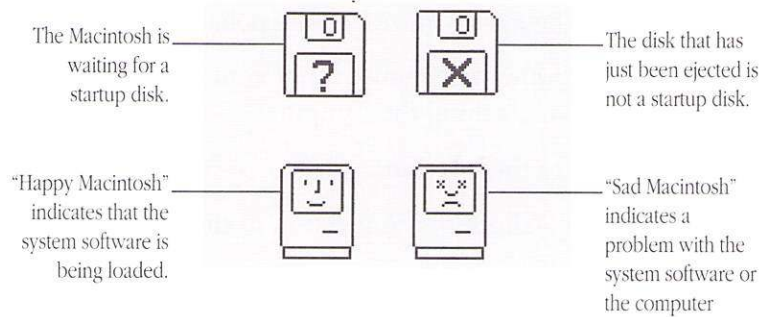 The Macintosh is
waiting for a
startup disk.
0
?
0
X
The disk that has
just been ejected is
not a startup disk.
“Happy Macintosh”
indicates that the
system software is
being loaded.
“Sad Macintosh”
indicates a
problem with the
system software or
the computer